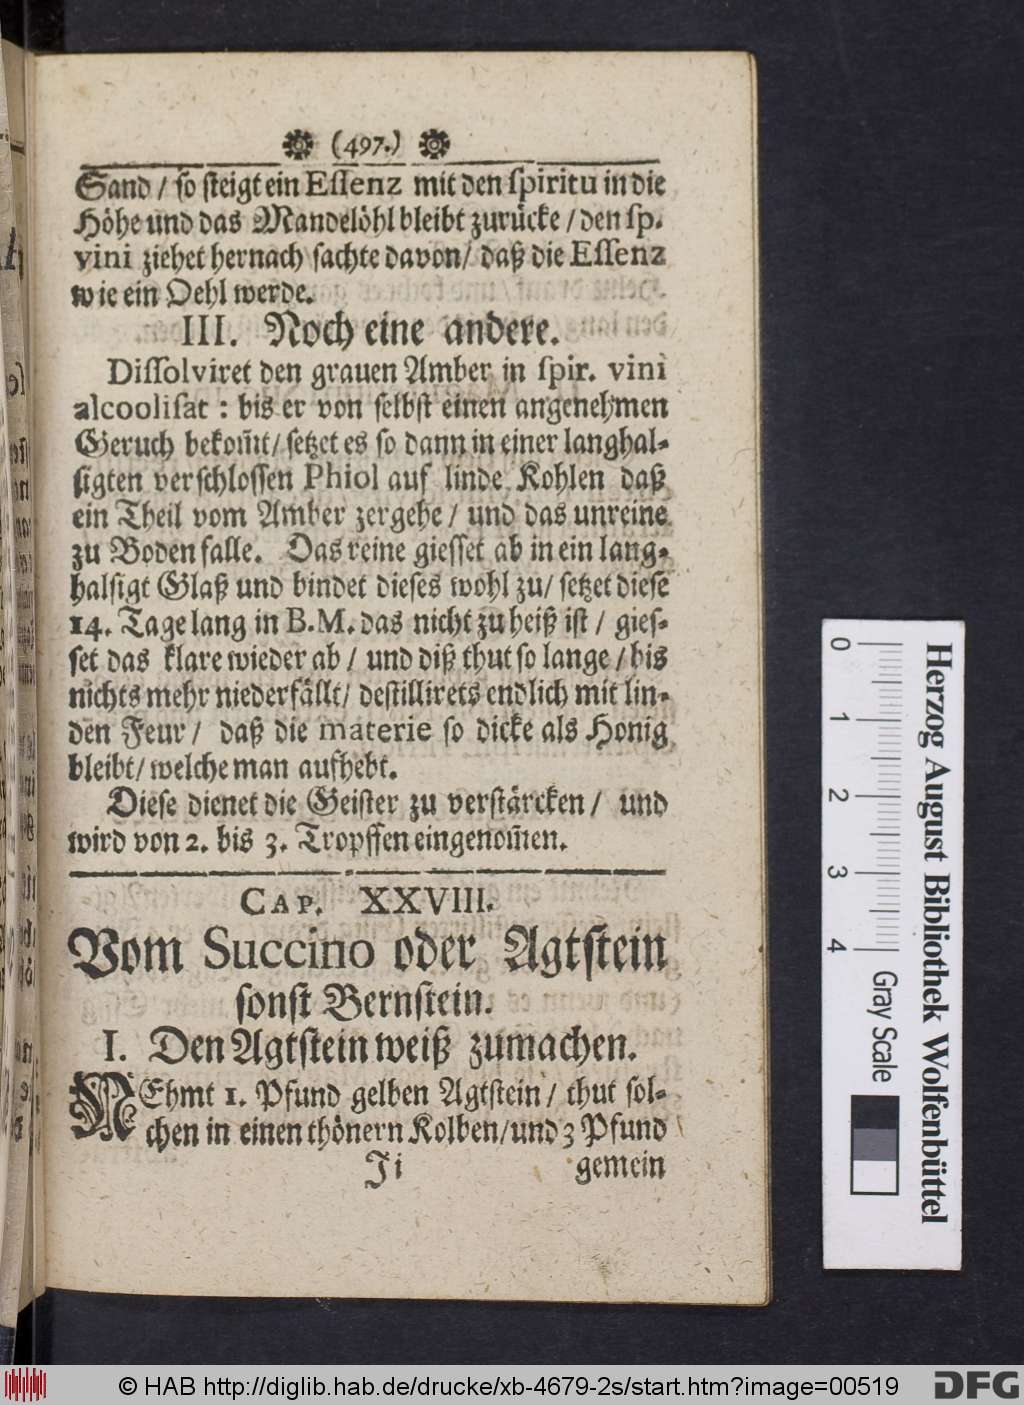 (497.)
Sand / so steigt ein Essenz mit den spiritu in die
Höhe und das Mandelöhl bleibt zurücke / den sp.
vini ziehet hernach sachte davon / daß die Essenz
wie ein Oehl werde.
III. Noch eine andere.
Dissolviret den grauen Amber in spir. vini
alcoolisat : bis er von selbst einen angenehmen
Geruch bekom̃t / setzet es so dann in einer langhal-
sigten verschlossen Phiol auf linde Kohlen daß
ein Theil vom Amber zergehe / und das unreine
zu Boden falle. Das reine giesset ab in ein lang-
halsigt Glaß und bindet dieses wohl zu / setzet diese
14. Tage lang in B.M. das nicht zu heiß ist / gies-
set das klare wieder ab / und diß thut so lange / bis
nichts mehr niederfällt / destillirets endlich mit lin-
den Feur / daß die materie so dicke als Honig
bleibt / welche man aufhebt.
Diese dienet die Geister zu verstärcken / und
wird von 2. bis 3. Tropffen eingenom̃en.
CAP. XXVIII.
Vom Succino oder Agtstein
sonst Bernstein.
I. Den Agtstein weiß zumachen.
NEhmt 1. Pfund gelben Agtstein / thut sol-
chen in einen thönern Kolben / und 3 Pfund
Ji gemein
0 1 2 3 4 Gray Scale
Herzog August Bibliothek Wolfenbüttel
© HAB http://diglib.hab.de/drucke/xb-4679-2s/start.htm?image=00519
DFG